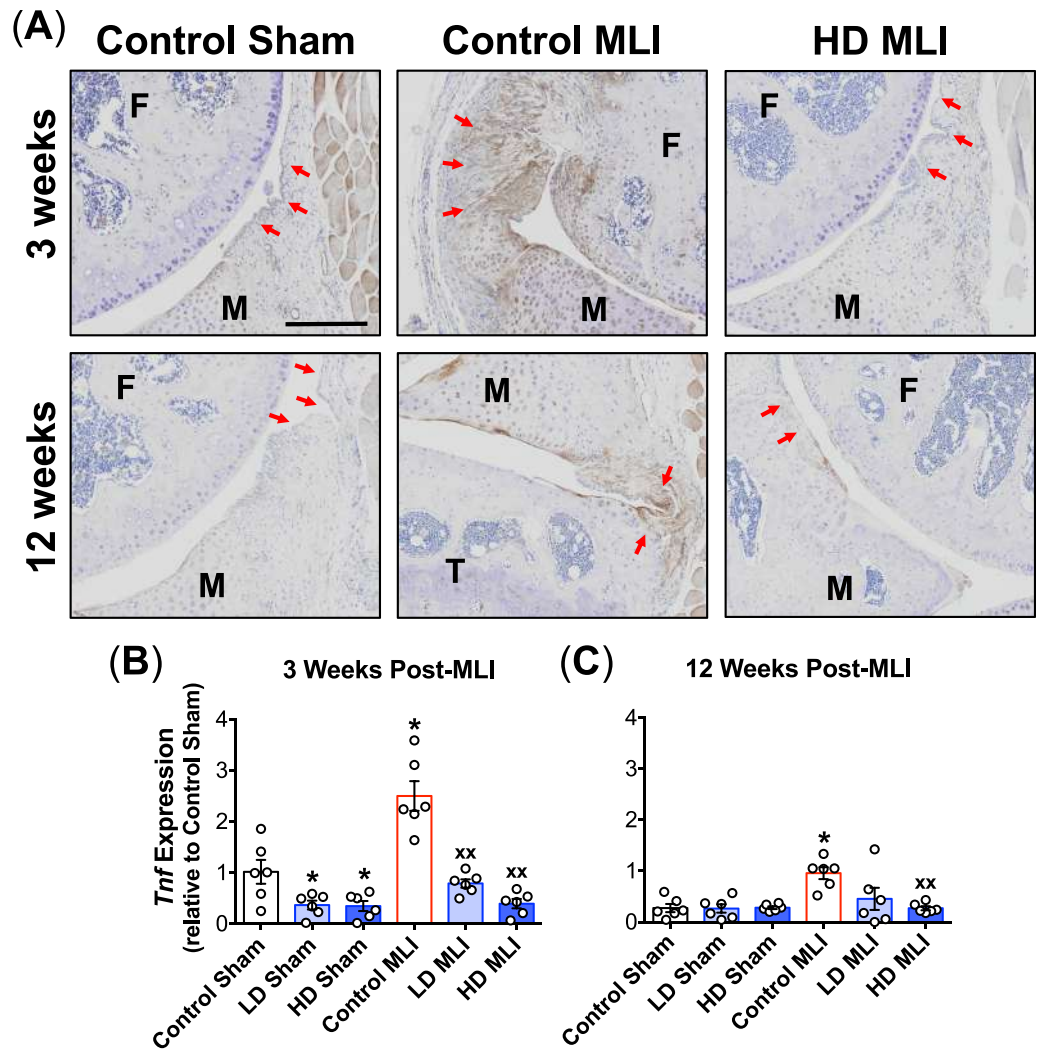 (A)
Control Sham Control MLI HD MLI
3 weeks
F
M
F
M
F
M
12 weeks
F
M
M
T
F
M
(B) 3 Weeks Post-MLI
Tnf Expression
(relative to Control Sham)
4
3
2
1
0
* * * xx xx
Control Sham
LD Sham
HD Sham
Control MLI
LD MLI
HD MLI
(C) 12 Weeks Post-MLI
4
3
2
1
0
* xx
Control Sham
LD Sham
HD Sham
Control MLI
LD MLI
HD MLI